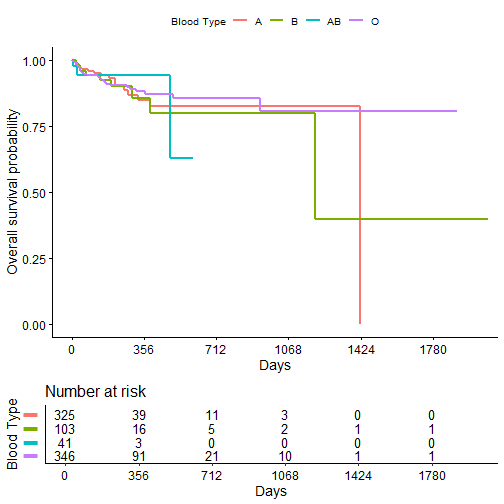 Blood Type A B AB O
Overall survival probability
1.00
0.75
0.50
0.25
0.00
0 356 712 1068 1424 1780
Days
Number at risk
Blood Type
325 39 11 3 0 0
103 16 5 2 1 1
41 3 0 0 0 0
346 91 21 10 1 1
0 356 712 1068 1424 1780
Days